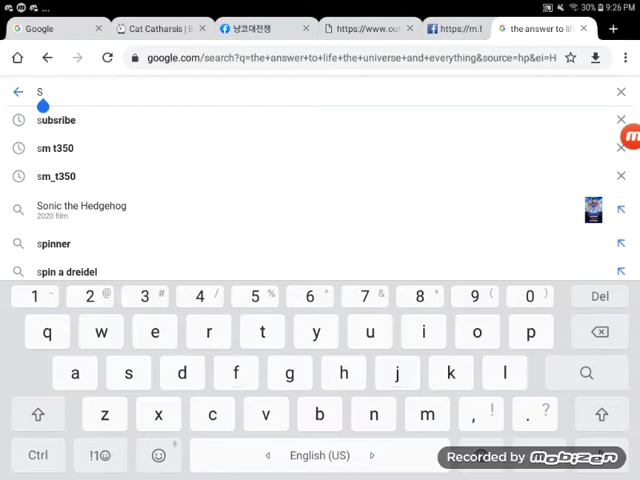 30% 9:26 PM
Google
Cat Catharsis |
냥코대전쟁
https://www.out
https://m.f
the answer to life
google.com/search?q=the+answer+to+life+the+universe+and+everything&source=hp&ei=H
S
subsribe
sm t350
sm_t350
Sonic the Hedgehog
2020 film
spinner
spin a dreidel
1 - 2 @ 3 # 4 / 5 % 6 ^ 7 & 8 * 9 ( 0 ) Del
q w e r t y u i o p
a s d f g h j k l
z x c v b n m , ! . ?
Ctrl !1☺ English (US)
Recorded by mobizen